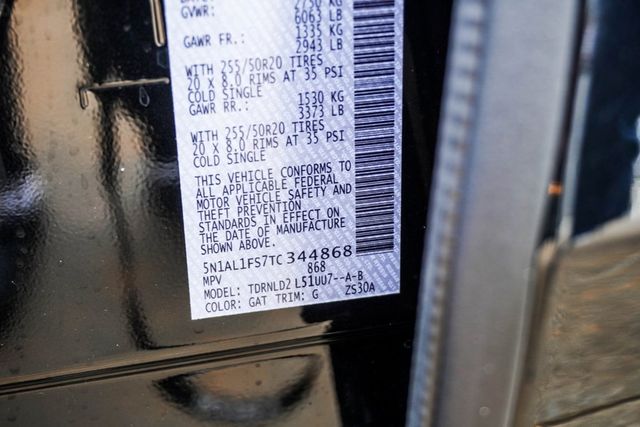 2750 KG
GVWR: 6063 LB
1335 KG
GAWR FR.: 2943 LB
WITH 255/50R20 TIRES
20 X 8.0 RIMS AT 35 PSI
COLD SINGLE
1530 KG
GAWR RR.: 3373 LB
WITH 255/50R20 TIRES
20 X 8.0 RIMS AT 35 PSI
COLD SINGLE
THIS VEHICLE CONFORMS TO
ALL APPLICABLE FEDERAL
MOTOR VEHICLE SAFETY AND
THEFT PREVENTION
STANDARDS IN EFFECT ON
THE DATE OF MANUFACTURE
SHOWN ABOVE.
5N1AL1FS7TC344868
MPV 868
MODEL: TDRNLD2 L51UU7--A-B
COLOR: GAT TRIM: G ZS30A